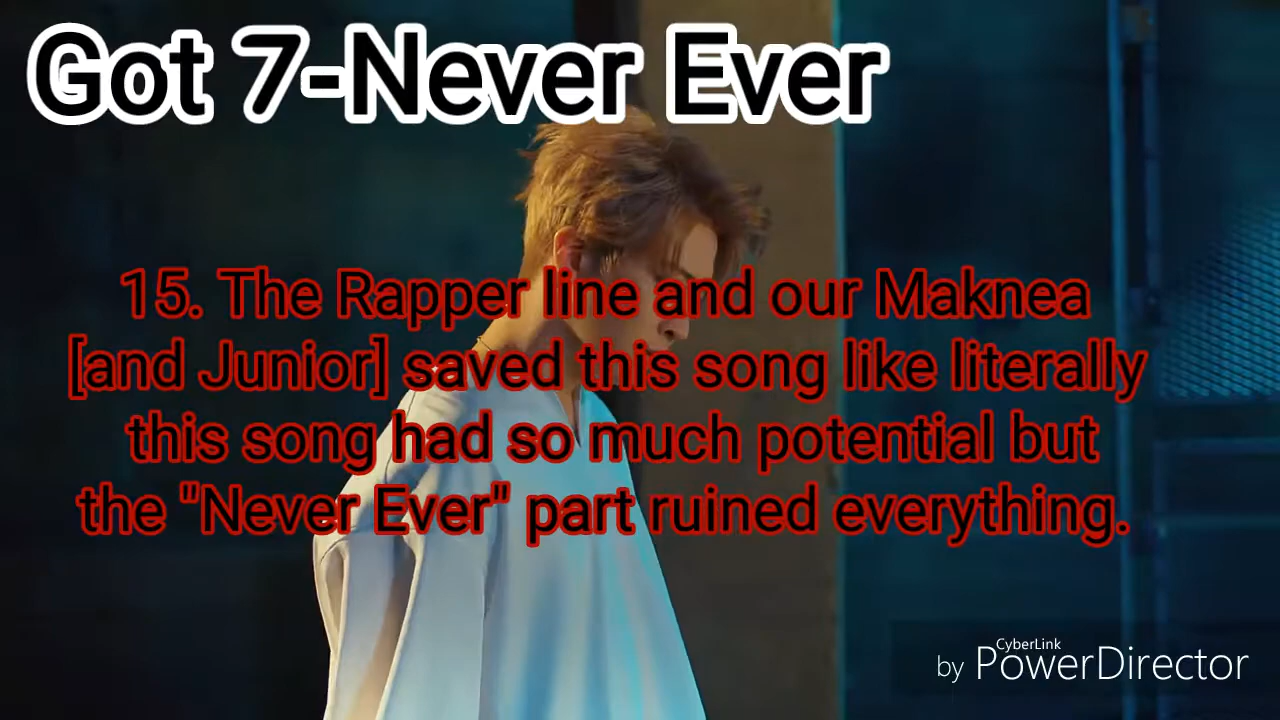 Got 7-Never Ever
15. The Rapper line and our Maknea
[and Junior] saved this song like literally
this song had so much potential but
the "Never Ever" part ruined everything.
CyberLink
by PowerDirector